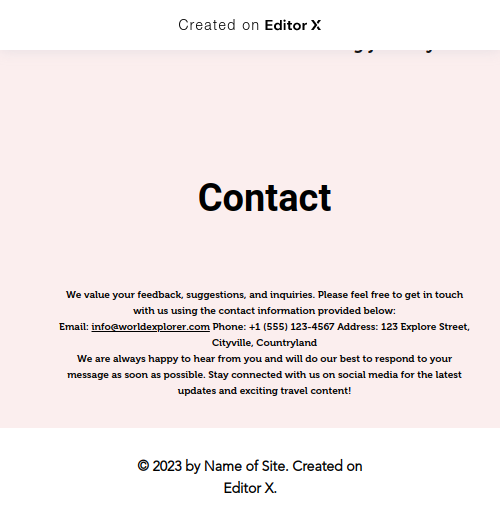 Created on Editor X
Contact
We value your feedback, suggestions, and inquiries. Please feel free to get in touch
with us using the contact information provided below:
Email: info@worldexplorer.com Phone: +1 (555) 123-4567 Address: 123 Explore Street,
Cityville, Countryland
We are always happy to hear from you and will do our best to respond to your
message as soon as possible. Stay connected with us on social media for the latest
updates and exciting travel content!
© 2023 by Name of Site. Created on
Editor X.